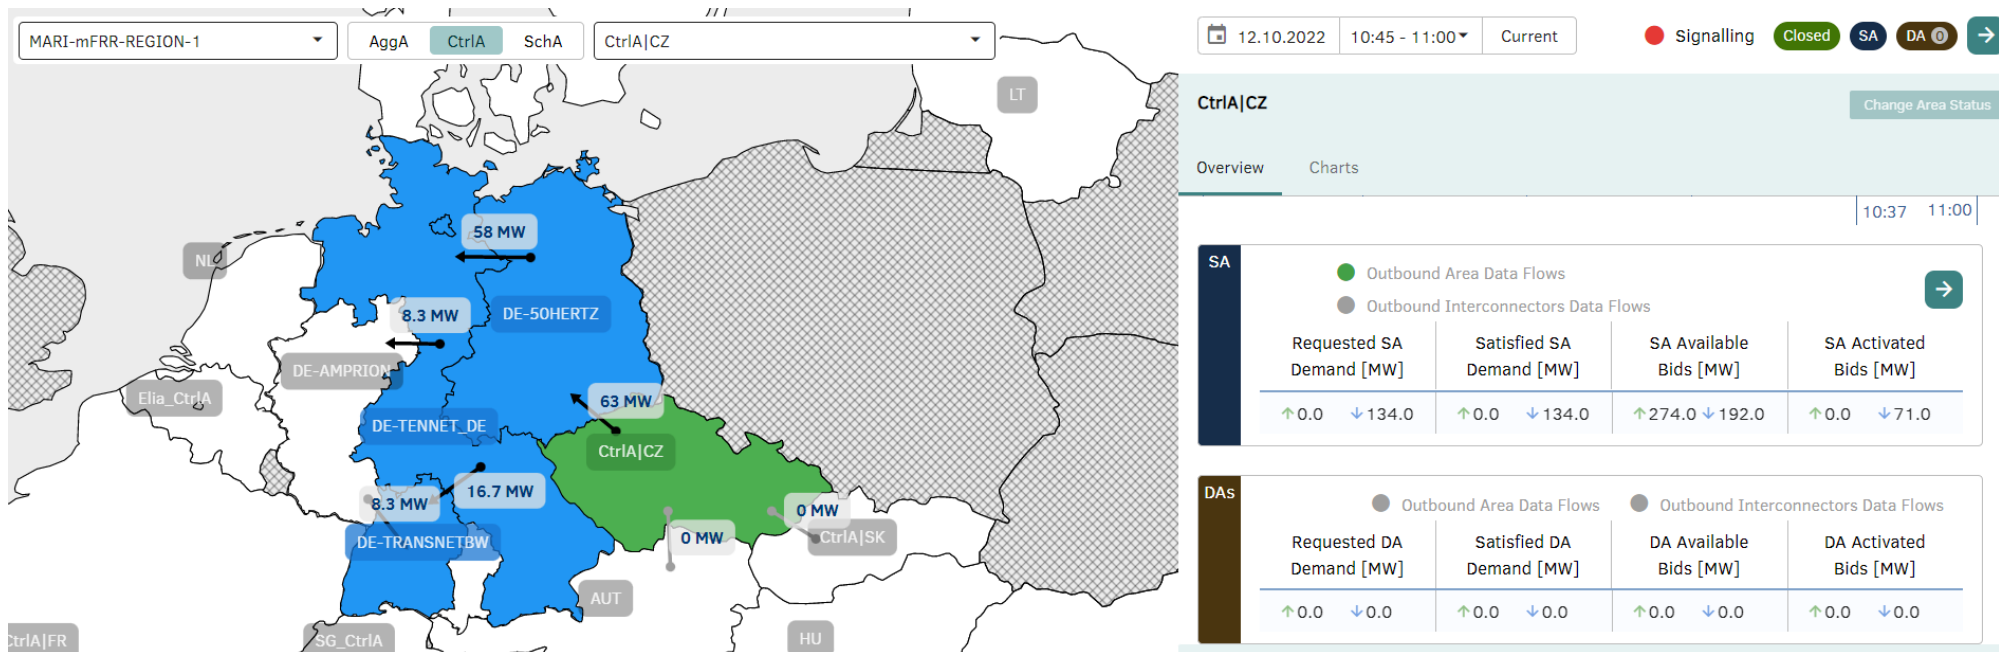 MARI-mFRR-REGION-1
AggA CtrlA SchA
CtrlA|CZ
LT
NL
58 MW
DE-50HERTZ
8.3 MW
DE-AMPRION
Elia_CtrlA
DE-TENNET_DE
63 MW
CtrlA|CZ
16.7 MW
8.3 MW
DE-TRANSNETBW
0 MW
0 MW
CtrlA|SK
AUT
CtrlA|FR
SG_CtrlA
HU
12.10.2022 10:45 - 11:00 Current
Signalling Closed SA DA 0
CtrlA|CZ
Change Area Status
Overview Charts
10:37 11:00
SA
Outbound Area Data Flows
Outbound Interconnectors Data Flows
Requested SA Satisfied SA SA Available SA Activated
Demand [MW] Demand [MW] Bids [MW] Bids [MW]
↑0.0 ↓134.0 ↑0.0 ↓134.0 ↑274.0 ↓192.0 ↑0.0 ↓71.0
DAs
Outbound Area Data Flows Outbound Interconnectors Data Flows
Requested DA Satisfied DA DA Available DA Activated
Demand [MW] Demand [MW] Bids [MW] Bids [MW]
↑0.0 ↓0.0 ↑0.0 ↓0.0 ↑0.0 ↓0.0 ↑0.0 ↓0.0